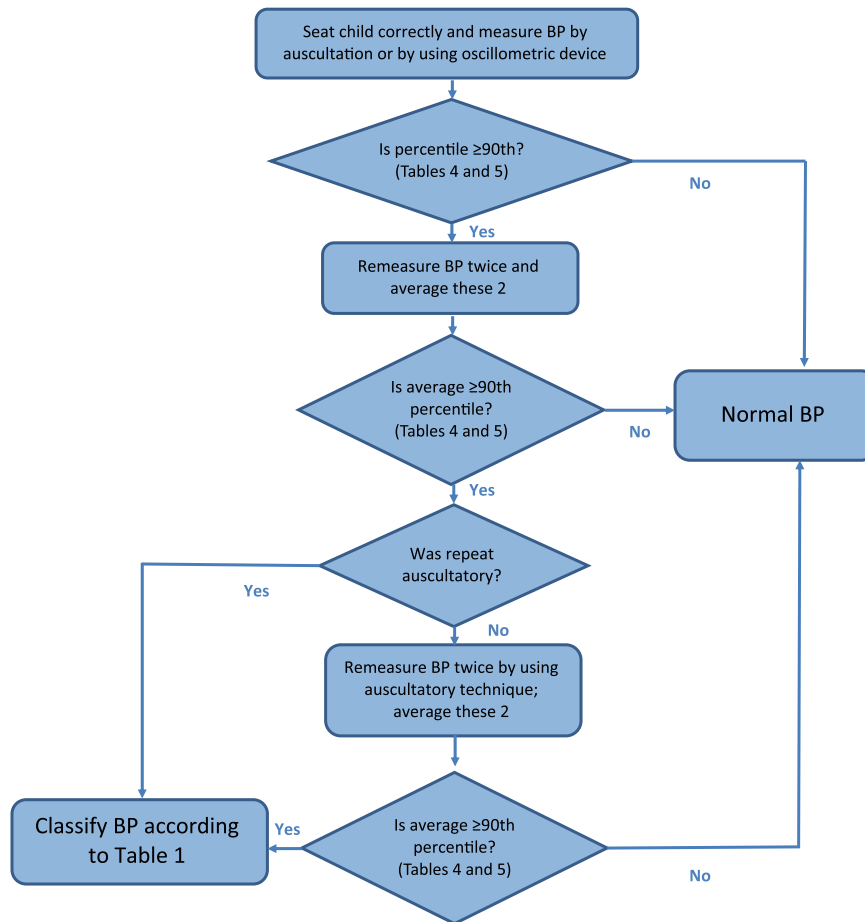 Seat child correctly and measure BP by
auscultation or by using oscillometric device
Is percentile ≥90th?
(Tables 4 and 5)
No
Yes
Remeasure BP twice and
average these 2
Is average ≥90th
percentile?
(Tables 4 and 5)
No
Normal BP
Yes
Was repeat
auscultatory?
Yes
No
Remeasure BP twice by using
auscultatory technique;
average these 2
Classify BP according
to Table 1
Yes
Is average ≥90th
percentile?
(Tables 4 and 5)
No